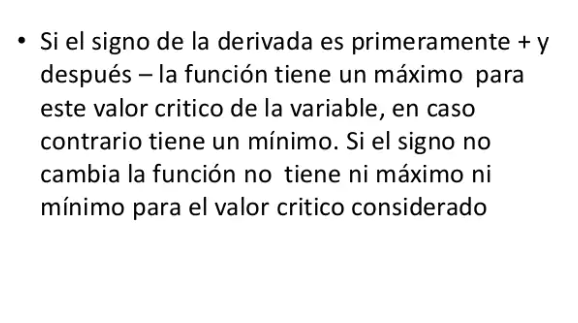 • Si el signo de la derivada es primeramente + y
después – la función tiene un máximo  para
este valor critico de la variable, en caso
contrario tiene un mínimo. Si el signo no
cambia la función no  tiene ni máximo ni
mínimo para el valor critico considerado